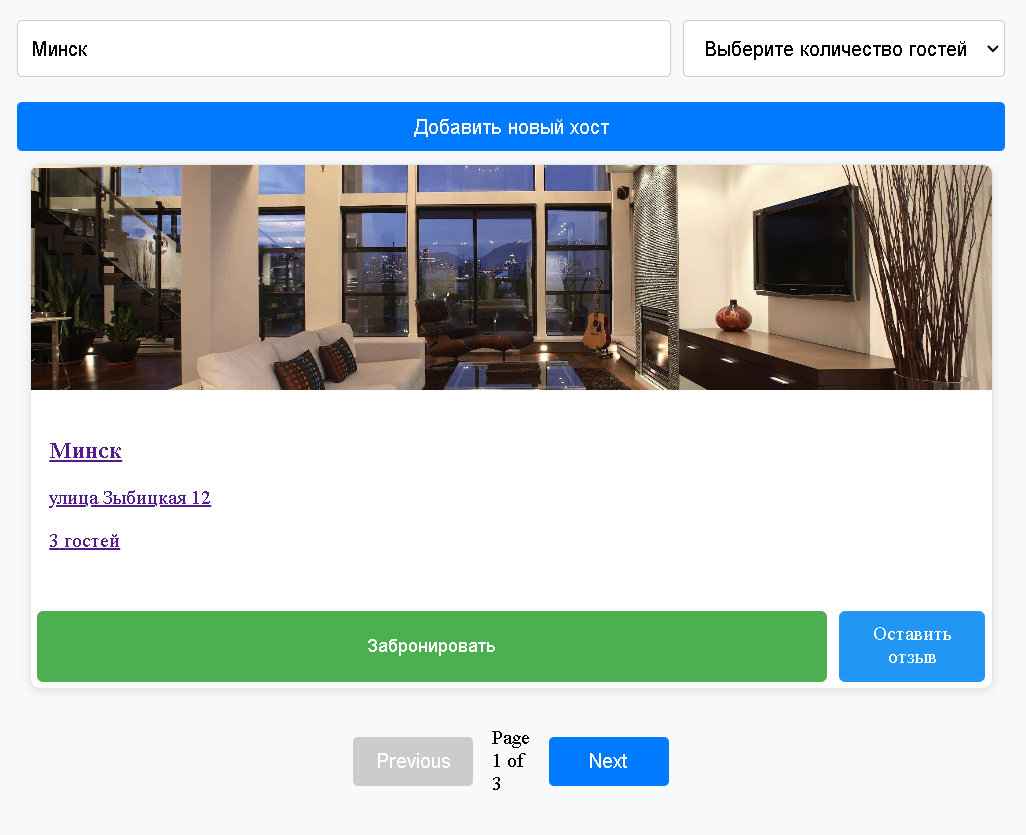 Минск
Выберите количество гостей
Добавить новый хост
Минск
улица Зыбицкая 12
3 гостей
Забронировать
Оставить
отзыв
Previous
Page
1 of
3
Next